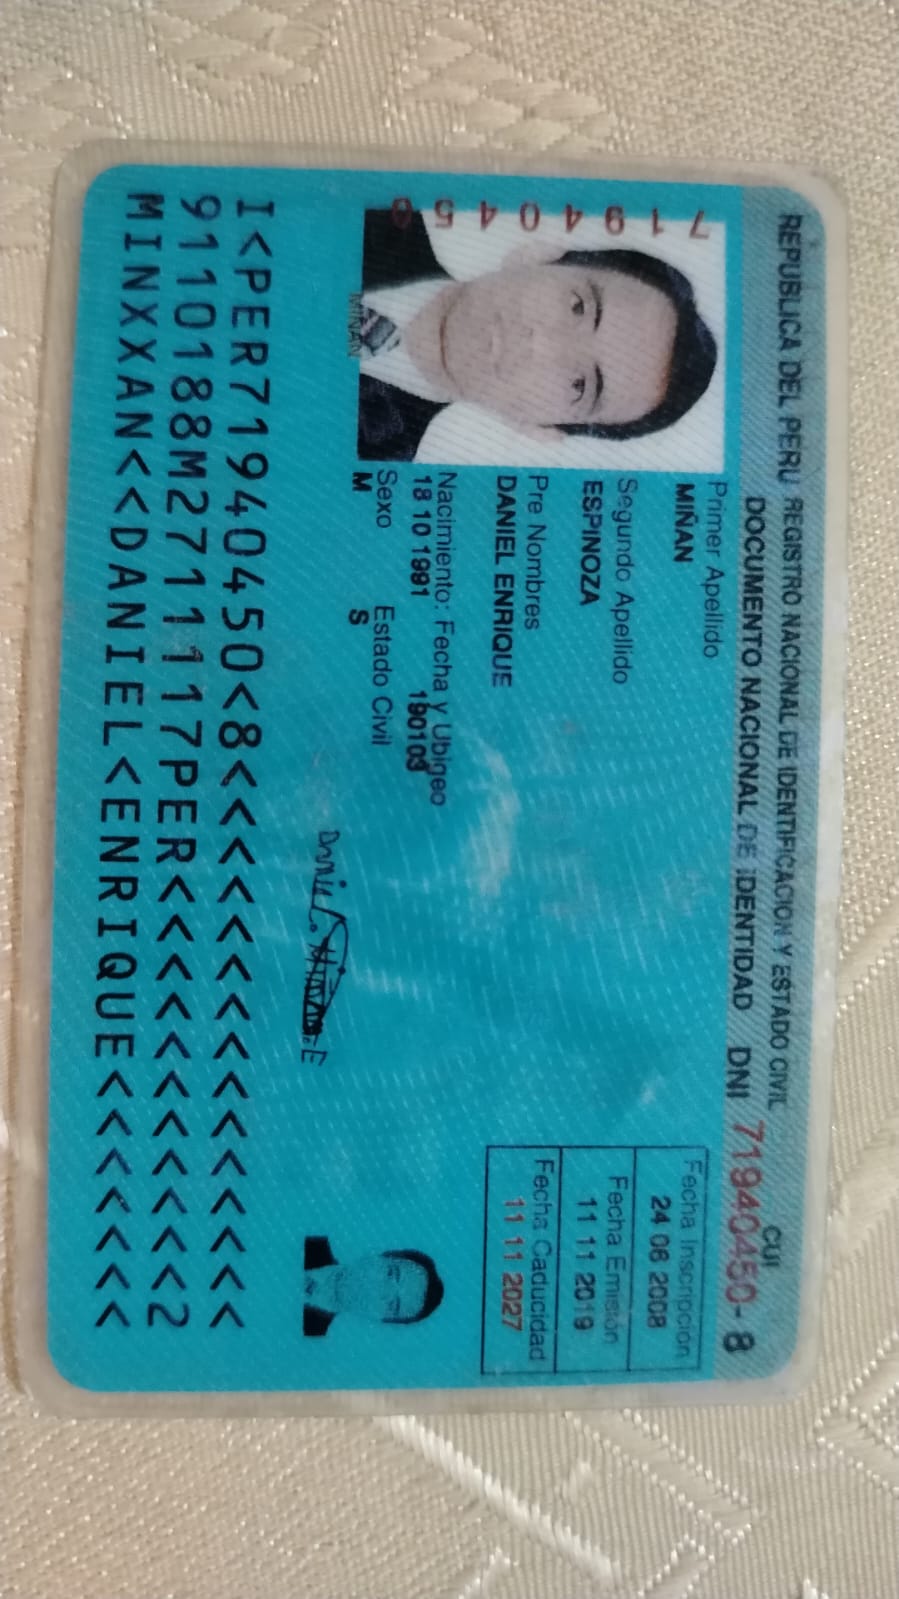 REPUBLICA DEL PERU REGISTRO NACIONAL DE IDENTIFICACION Y ESTADO CIVIL
DOCUMENTO NACIONAL DE IDENTIDAD DNI 71940450-8
CUI
Primer Apellido
MIÑAN
Segundo Apellido
ESPINOZA
Pre Nombres
DANIEL ENRIQUE
Nacimiento: Fecha y Ubigeo
18 10 1991 190103
Sexo Estado Civil
M S
Fecha Inscripción
24 06 2008
Fecha Emisión
11 11 2019
Fecha Caducidad
11 11 2027
71940450
MIÑAN
I<PER71940450<8<<<<<<<<<<<<<<<
9110188M2711117PER<<<<<<<<<<<2
MINXXAN<<DANIEL<ENRIQUE<<<<<<<